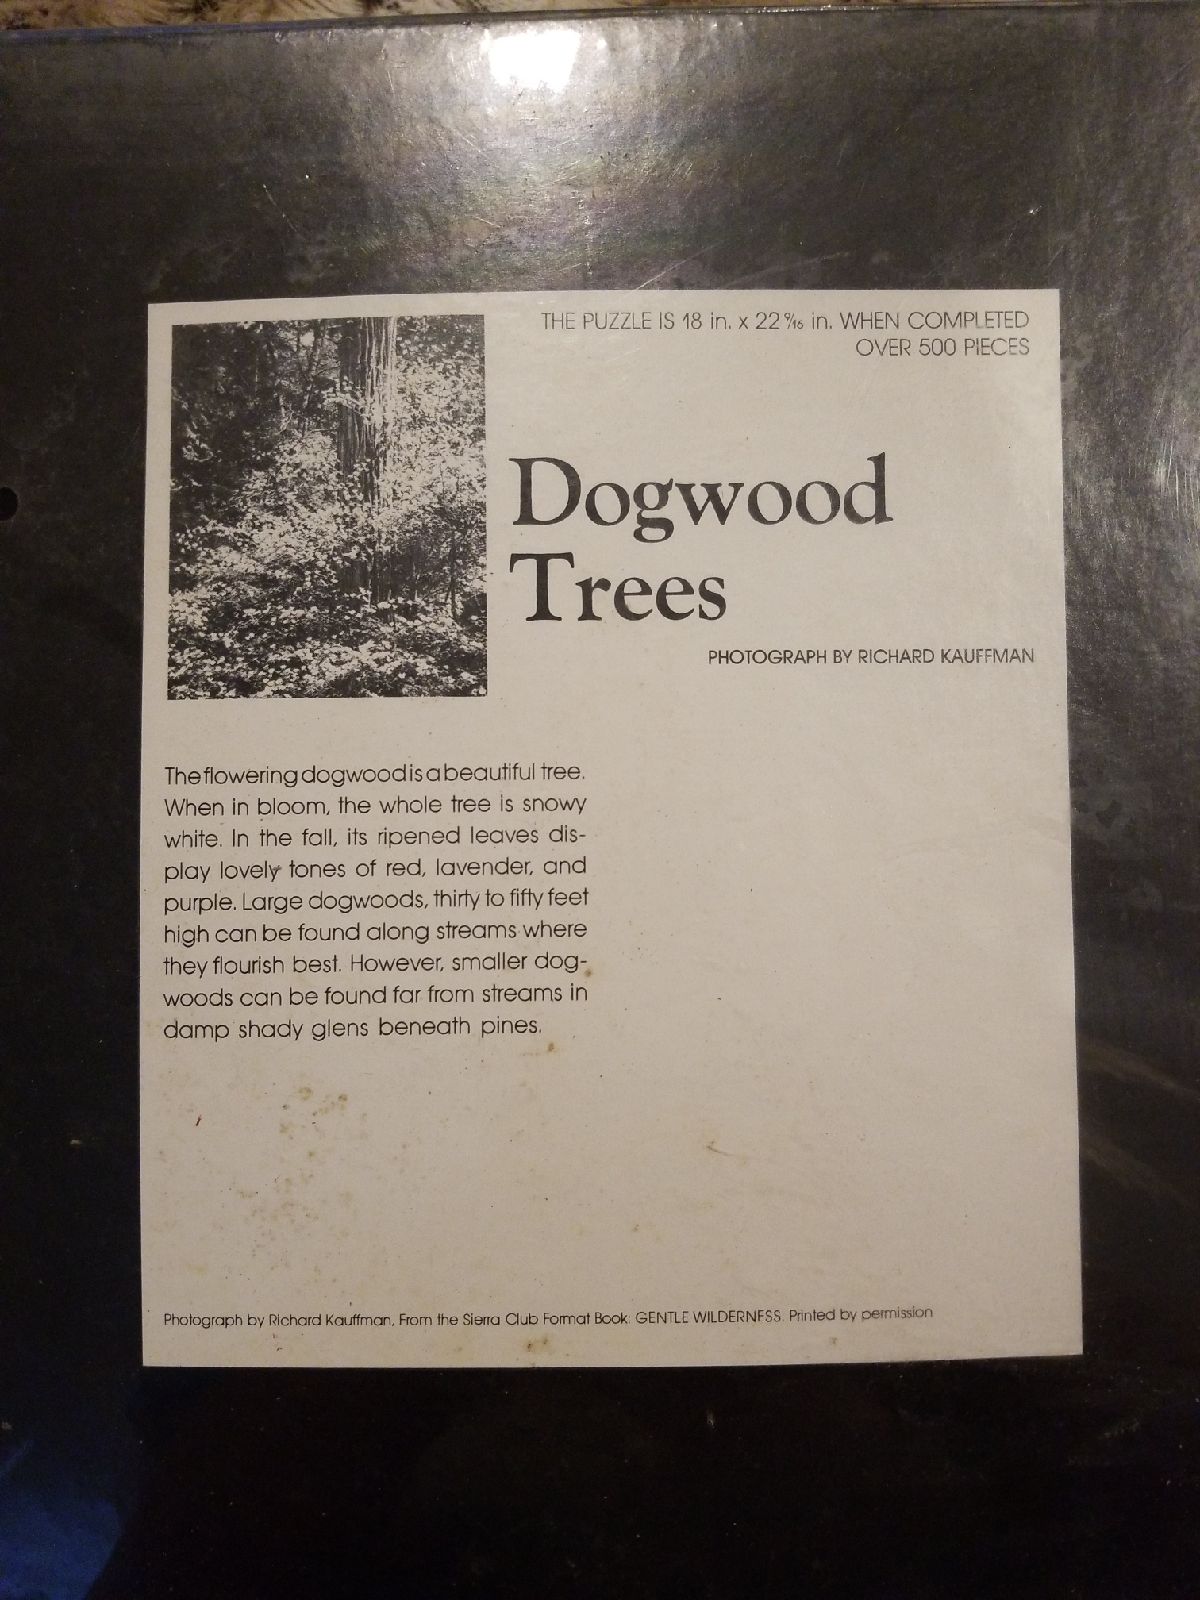 THE PUZZLE IS 18 in. x 22 9/16 in. WHEN COMPLETED
OVER 500 PIECES
Dogwood
Trees
PHOTOGRAPH BY RICHARD KAUFFMAN
The flowering dogwood is a beautiful tree.
When in bloom, the whole tree is snowy
white. In the fall, its ripened leaves dis-
play lovely tones of red, lavender, and
purple. Large dogwoods, thirty to fifty feet
high can be found along streams where
they flourish best. However, smaller dog-
woods can be found far from streams in
damp shady glens beneath pines.
Photograph by Richard Kauffman, From the Sierra Club Format Book: GENTLE WILDERNESS. Printed by permission